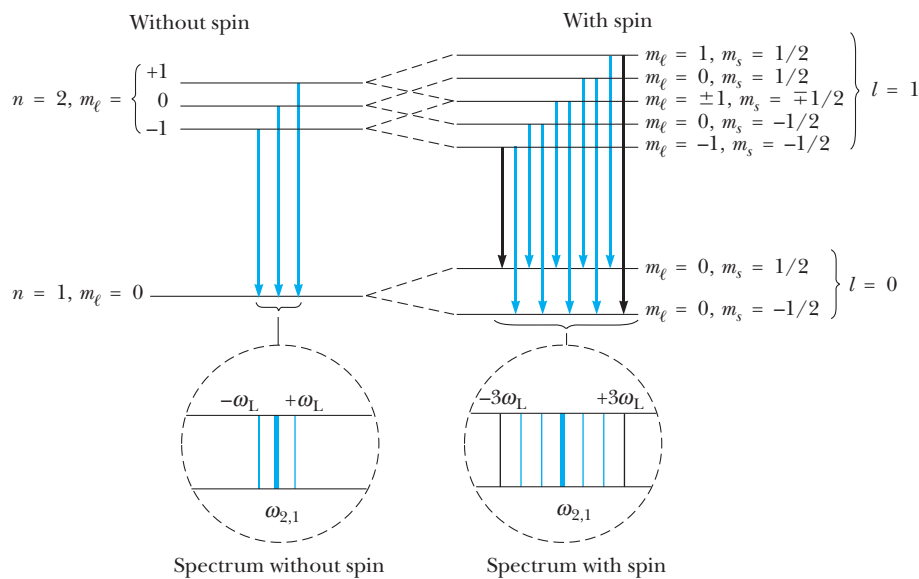 Without spin
With spin
+1
n = 2, mℓ = { 0
−1
mℓ = 1, ms = 1/2
mℓ = 0, ms = 1/2
mℓ = ±1, ms = ∓1/2
mℓ = 0, ms = −1/2
mℓ = −1, ms = −1/2
l = 1
n = 1, mℓ = 0
mℓ = 0, ms = 1/2
mℓ = 0, ms = −1/2
l = 0
−ωL +ωL
ω2,1
Spectrum without spin
−3ωL +3ωL
ω2,1
Spectrum with spin